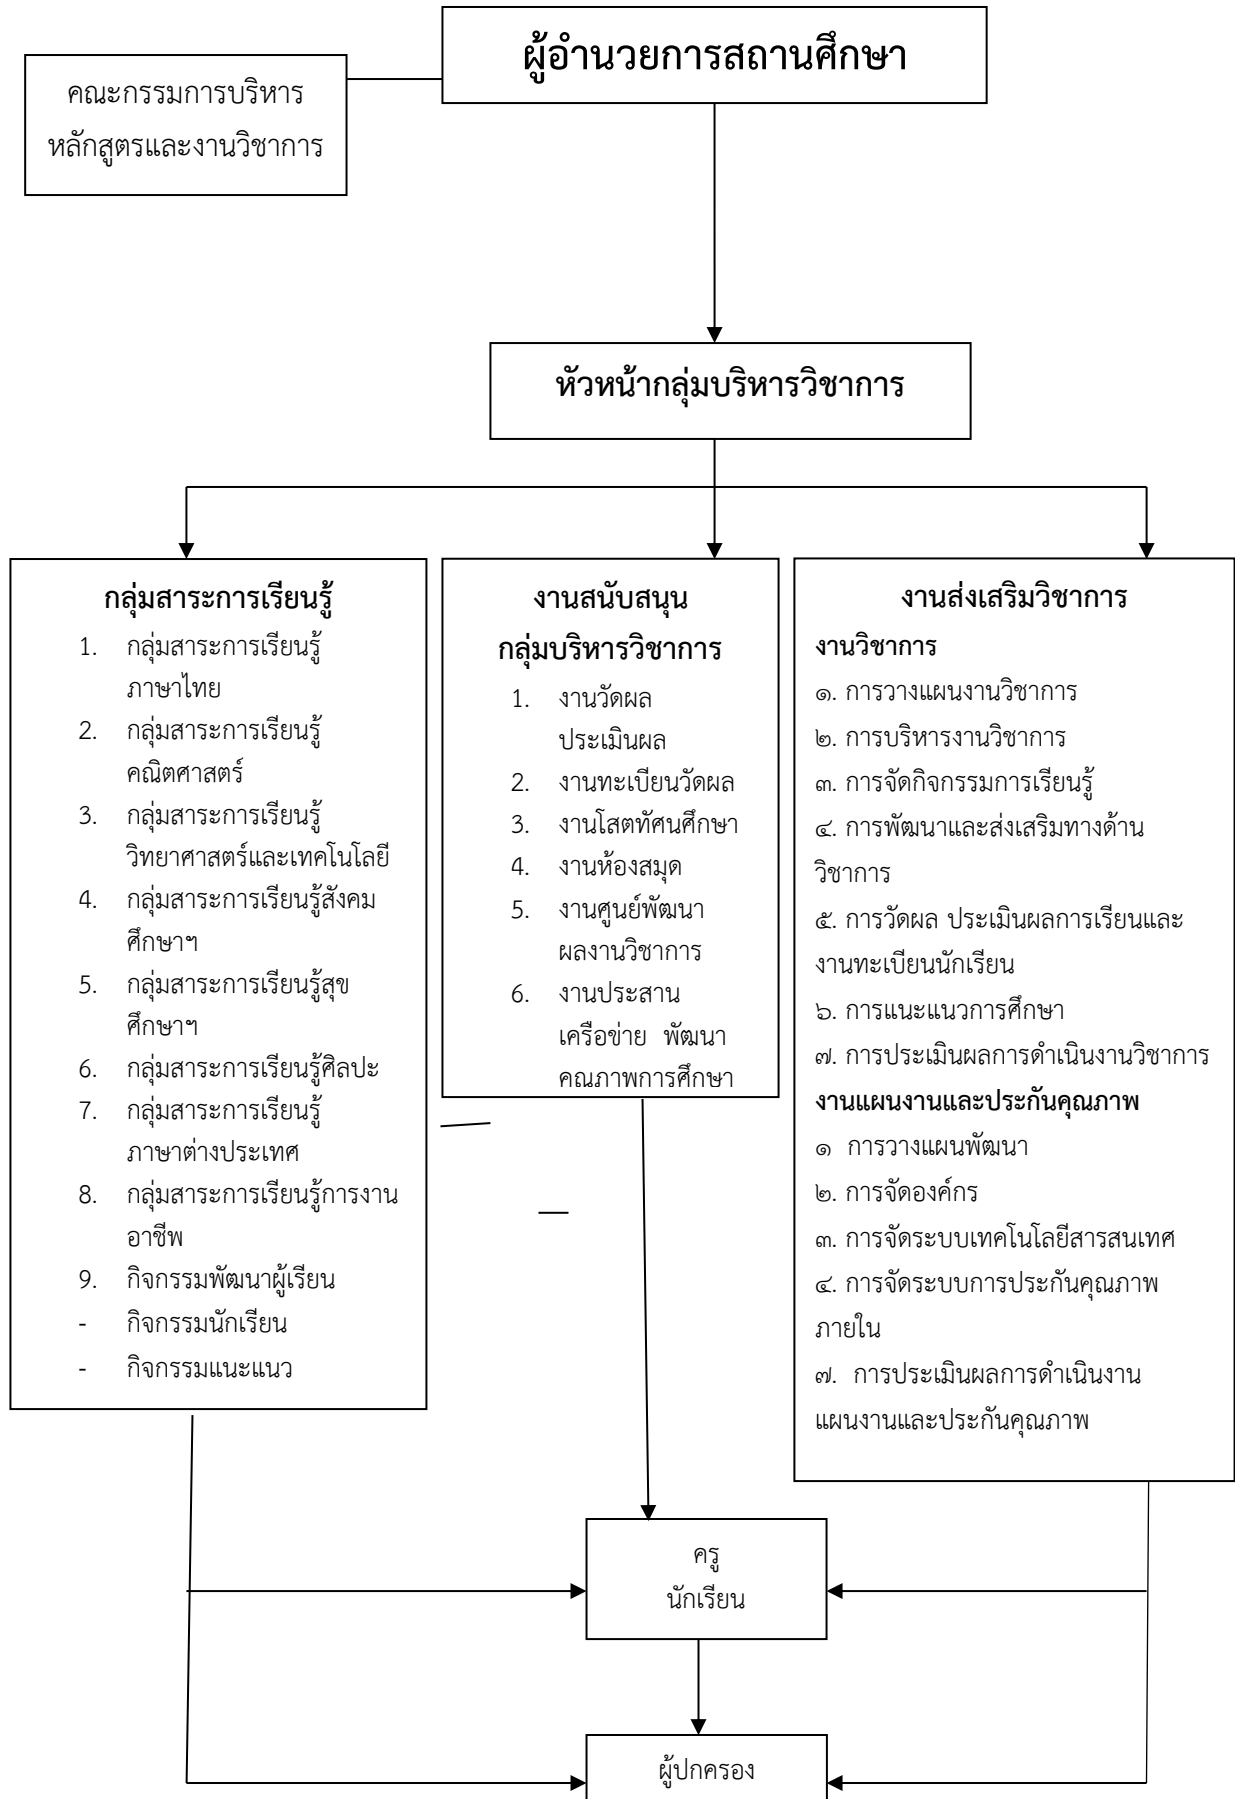 ผู้อำนวยการสถานศึกษา
คณะกรรมการบริหาร
หลักสูตรและงานวิชาการ
หัวหน้ากลุ่มบริหารวิชาการ
กลุ่มสาระการเรียนรู้
1. กลุ่มสาระการเรียนรู้
ภาษาไทย
2. กลุ่มสาระการเรียนรู้
คณิตศาสตร์
3. กลุ่มสาระการเรียนรู้
วิทยาศาสตร์และเทคโนโลยี
4. กลุ่มสาระการเรียนรู้สังคม
ศึกษาฯ
5. กลุ่มสาระการเรียนรู้สุข
ศึกษาฯ
6. กลุ่มสาระการเรียนรู้ศิลปะ
7. กลุ่มสาระการเรียนรู้
ภาษาต่างประเทศ
8. กลุ่มสาระการเรียนรู้การงาน
อาชีพ
9. กิจกรรมพัฒนาผู้เรียน
- กิจกรรมนักเรียน
- กิจกรรมแนะแนว
งานสนับสนุน
กลุ่มบริหารวิชาการ
1. งานวัดผล
ประเมินผล
2. งานทะเบียนวัดผล
3. งานโสตทัศนศึกษา
4. งานห้องสมุด
5. งานศูนย์พัฒนา
ผลงานวิชาการ
6. งานประสาน
เครือข่าย พัฒนา
คณภาพการศึกษา
งานส่งเสริมวิชาการ
งานวิชาการ
๑. การวางแผนงานวิชาการ
๒. การบริหารงานวิชาการ
๓. การจัดกิจกรรมการเรียนรู้
๔. การพัฒนาและส่งเสริมทางด้าน
วิชาการ
๕. การวัดผล ประเมินผลการเรียนและ
งานทะเบียนนักเรียน
๖. การแนะแนวการศึกษา
๗. การประเมินผลการดำเนินงานวิชาการ
งานแผนงานและประกันคุณภาพ
๑ การวางแผนพัฒนา
๒. การจัดองค์กร
๓. การจัดระบบเทคโนโลยีสารสนเทศ
๔. การจัดระบบการประกันคุณภาพ
ภายใน
๗. การประเมินผลการดำเนินงาน
แผนงานและประกันคุณภาพ
ครู
นักเรียน
ผู้ปกครอง